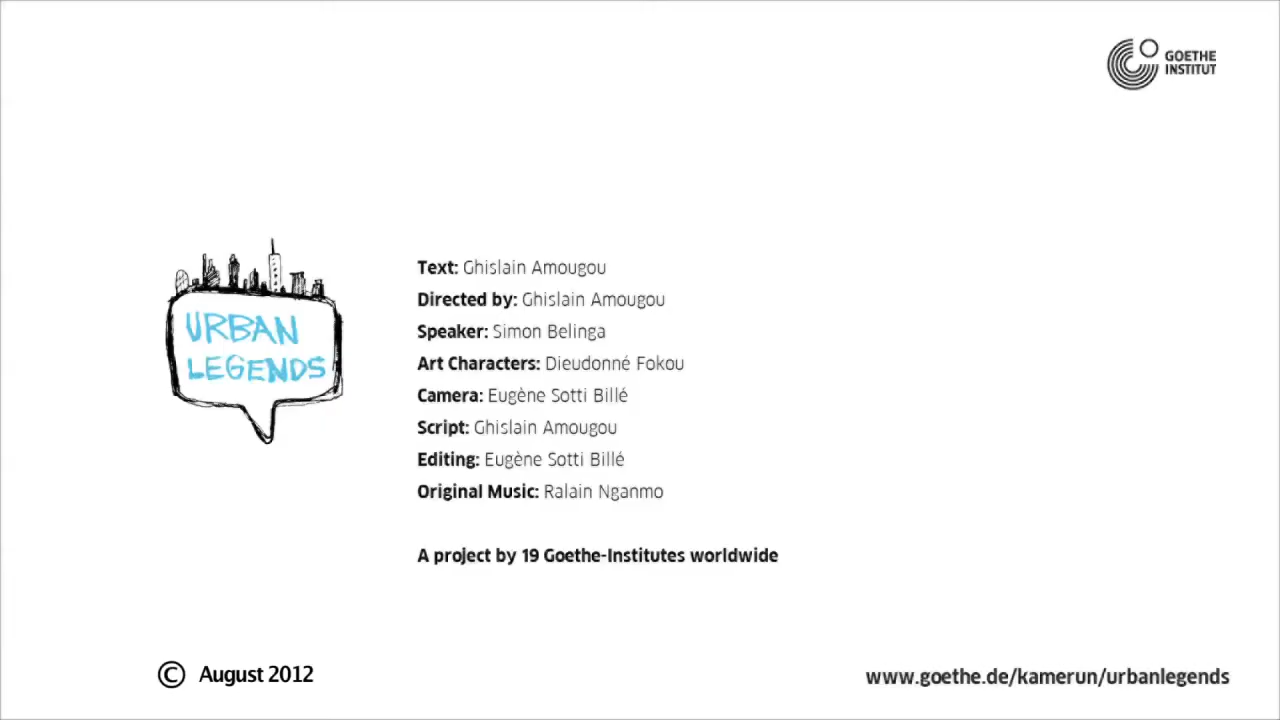 GOETHE
INSTITUT
URBAN
LEGENDS
Text: Ghislain Amougou
Directed by: Ghislain Amougou
Speaker: Simon Belinga
Art Characters: Dieudonné Fokou
Camera: Eugène Sotti Billé
Script: Ghislain Amougou
Editing: Eugène Sotti Billé
Original Music: Ralain Nganmo
A project by 19 Goethe-Institutes worldwide
© August 2012
www.goethe.de/kamerun/urbanlegends